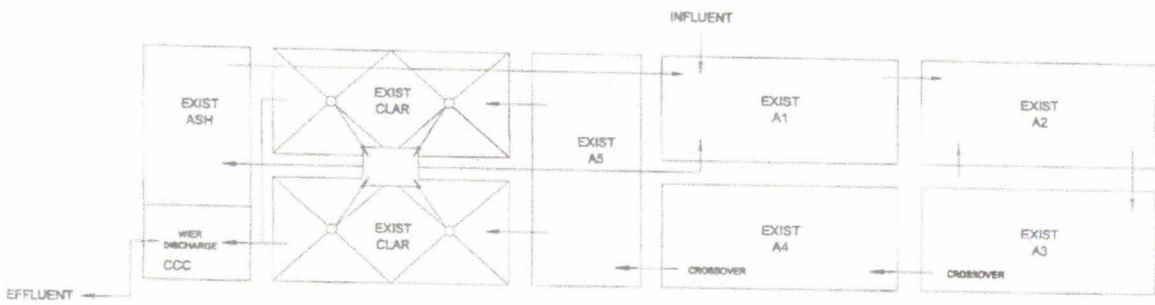 INFLUENT
EXIST
ASH
EXIST
CLAR
EXIST
A5
EXIST
A1
EXIST
A2
EXIST
CLAR
WIER
DISCHARGE
CCC
EXIST
A4
CROSSOVER
EXIST
A3
CROSSOVER
EFFLUENT